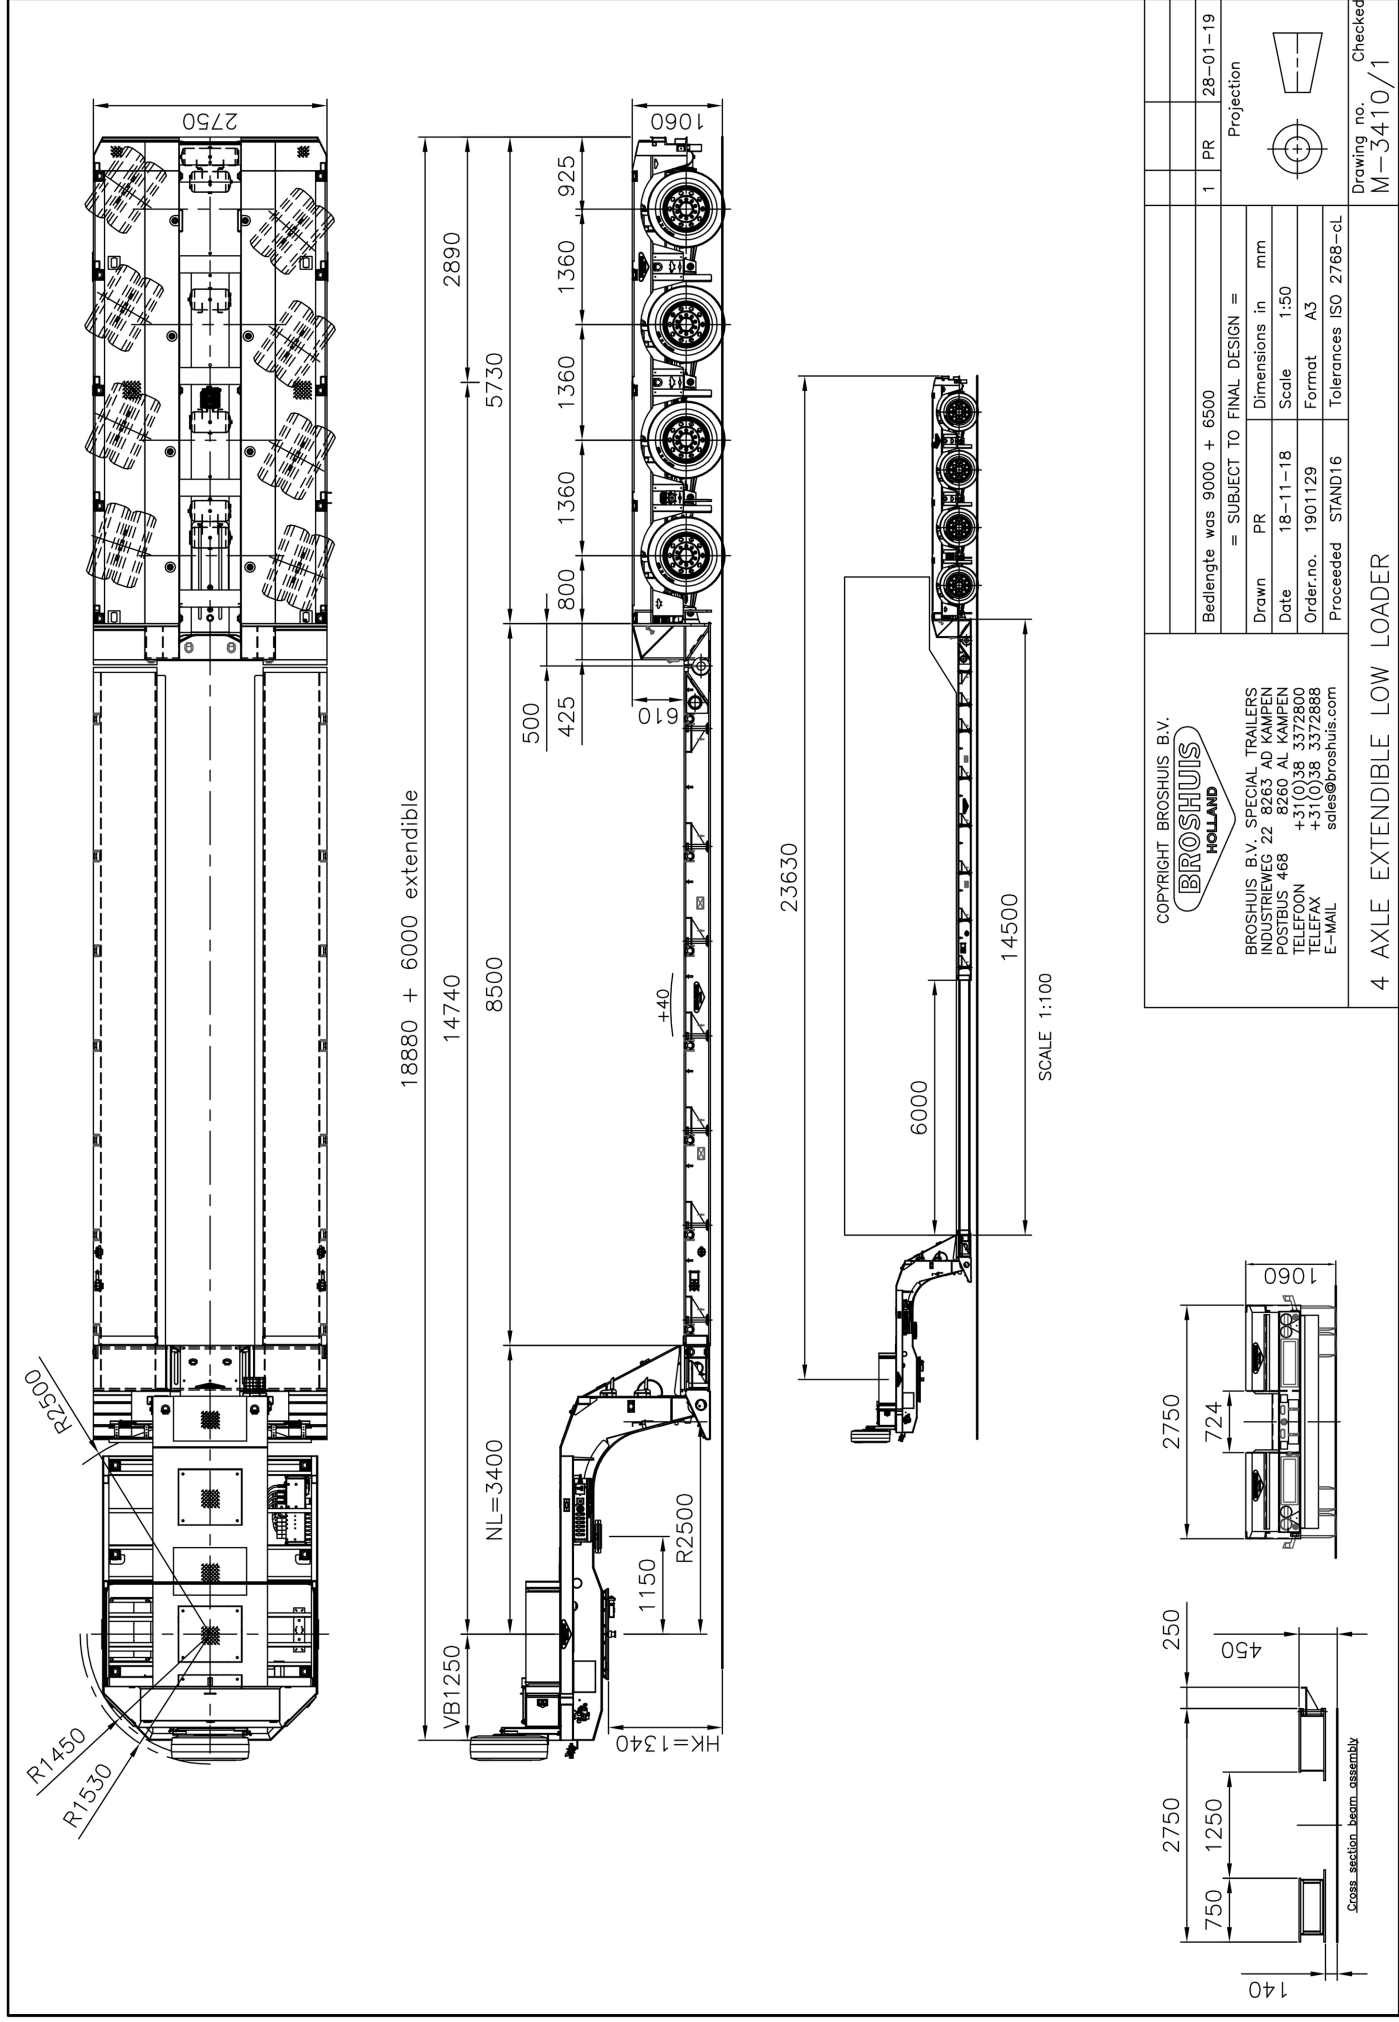 2750
R2500
R1450
R1530
18880 + 6000 extendible
14740
2890
VB1250
NL=3400
8500
5730
500
425
800
1360
1360
1360
925
610
1060
+40
1150
R2500
HK=1340
23630
6000
14500
SCALE 1:100
2750
250
750
1250
450
140
Cross section beam assembly
2750
724
1060
COPYRIGHT BROSHUIS B.V.
BROSHUIS
HOLLAND
BROSHUIS B.V. SPECIAL TRAILERS
INDUSTRIEWEG 22 8263 AD KAMPEN
POSTBUS 468 8260 AL KAMPEN
TELEFOON +31(0)38 3372800
TELEFAX +31(0)38 3372888
E-MAIL sales@broshuis.com
Bedlengte was 9000 + 6500 1 PR 28-01-19
= SUBJECT TO FINAL DESIGN =
Drawn PR Dimensions in mm
Date 18-11-18 Scale 1:50
Order.no. 1901129 Format A3
Proceeded STAND16 Tolerances ISO 2768-cL
Projection
4 AXLE EXTENDIBLE LOW LOADER
Drawing no. Checked
M-3410/1